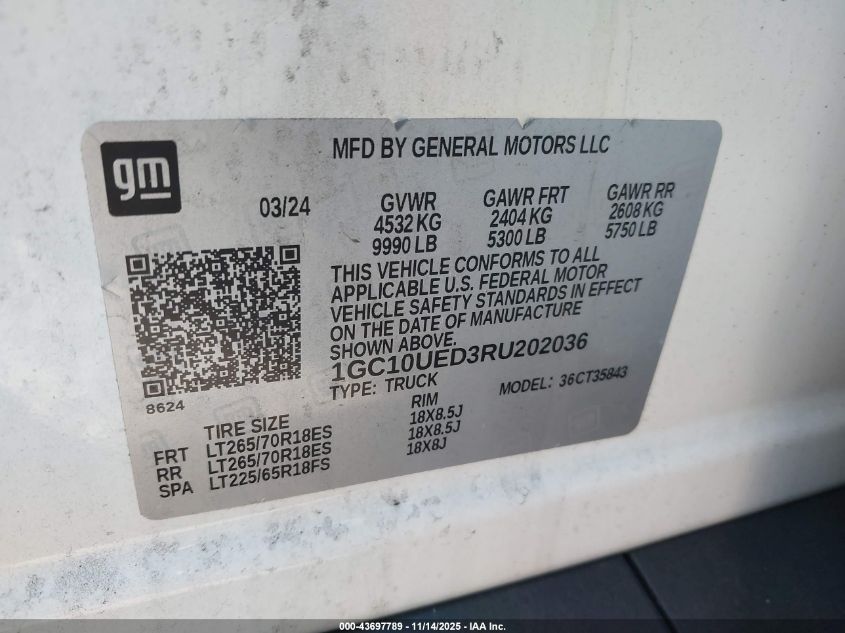 gm
MFD BY GENERAL MOTORS LLC
03/24
GVWR
4532 KG
9990 LB
GAWR FRT
2404 KG
5300 LB
GAWR RR
2608 KG
5750 LB
THIS VEHICLE CONFORMS TO ALL
APPLICABLE U.S. FEDERAL MOTOR
VEHICLE SAFETY STANDARDS IN EFFECT
ON THE DATE OF MANUFACTURE
SHOWN ABOVE.
1GC10UED3RU202036
TYPE: TRUCK
MODEL: 36CT35843
8624
TIRE SIZE RIM
FRT LT265/70R18ES 18X8.5J
RR LT265/70R18ES 18X8.5J
SPA LT225/65R18FS 18X8J
000-43697789 - 11/14/2025 - IAA Inc.